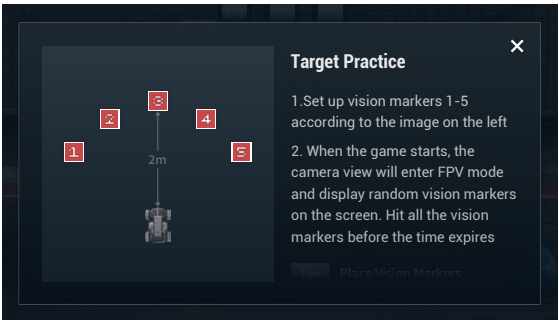 Target Practice
3
1.Set up vision markers 1-5
2
4
according to the image on the left
1
2m
5
2. When the game starts, the
camera view will enter FPV mode
and display random vision markers
on the screen. Hit all the vision
markers before the time expires
Place Vision Markers